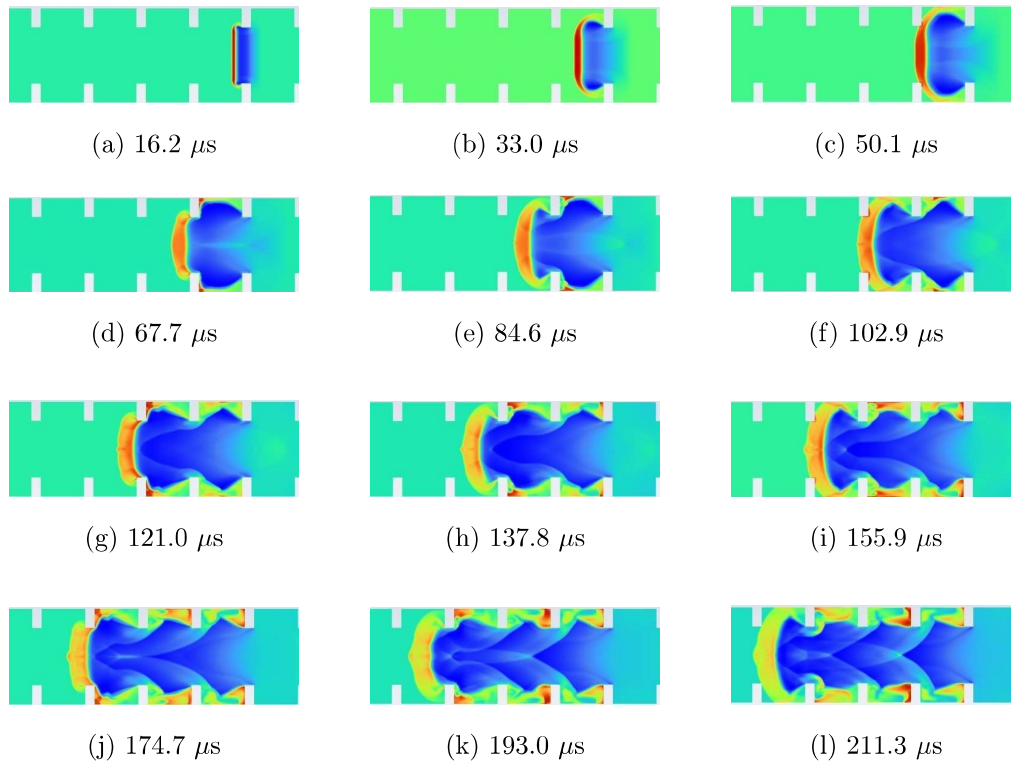 (a) 16.2 μs (b) 33.0 μs (c) 50.1 μs
(d) 67.7 μs (e) 84.6 μs (f) 102.9 μs
(g) 121.0 μs (h) 137.8 μs (i) 155.9 μs
(j) 174.7 μs (k) 193.0 μs (l) 211.3 μs